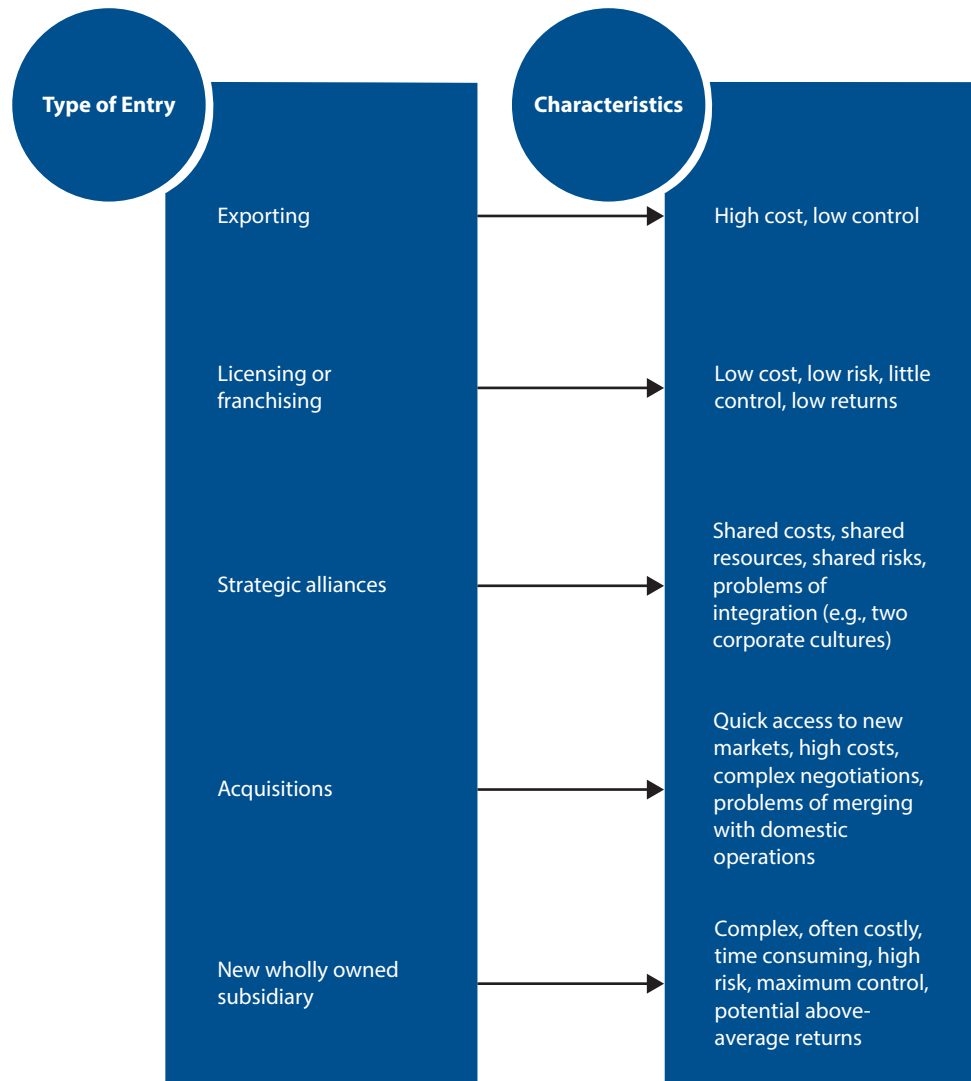 Type of Entry
Characteristics
Exporting
High cost, low control
Licensing or
franchising
Low cost, low risk, little
control, low returns
Strategic alliances
Shared costs, shared
resources, shared risks,
problems of
integration (e.g., two
corporate cultures)
Acquisitions
Quick access to new
markets, high costs,
complex negotiations,
problems of merging
with domestic
operations
New wholly owned
subsidiary
Complex, often costly,
time consuming, high
risk, maximum control,
potential above-
average returns